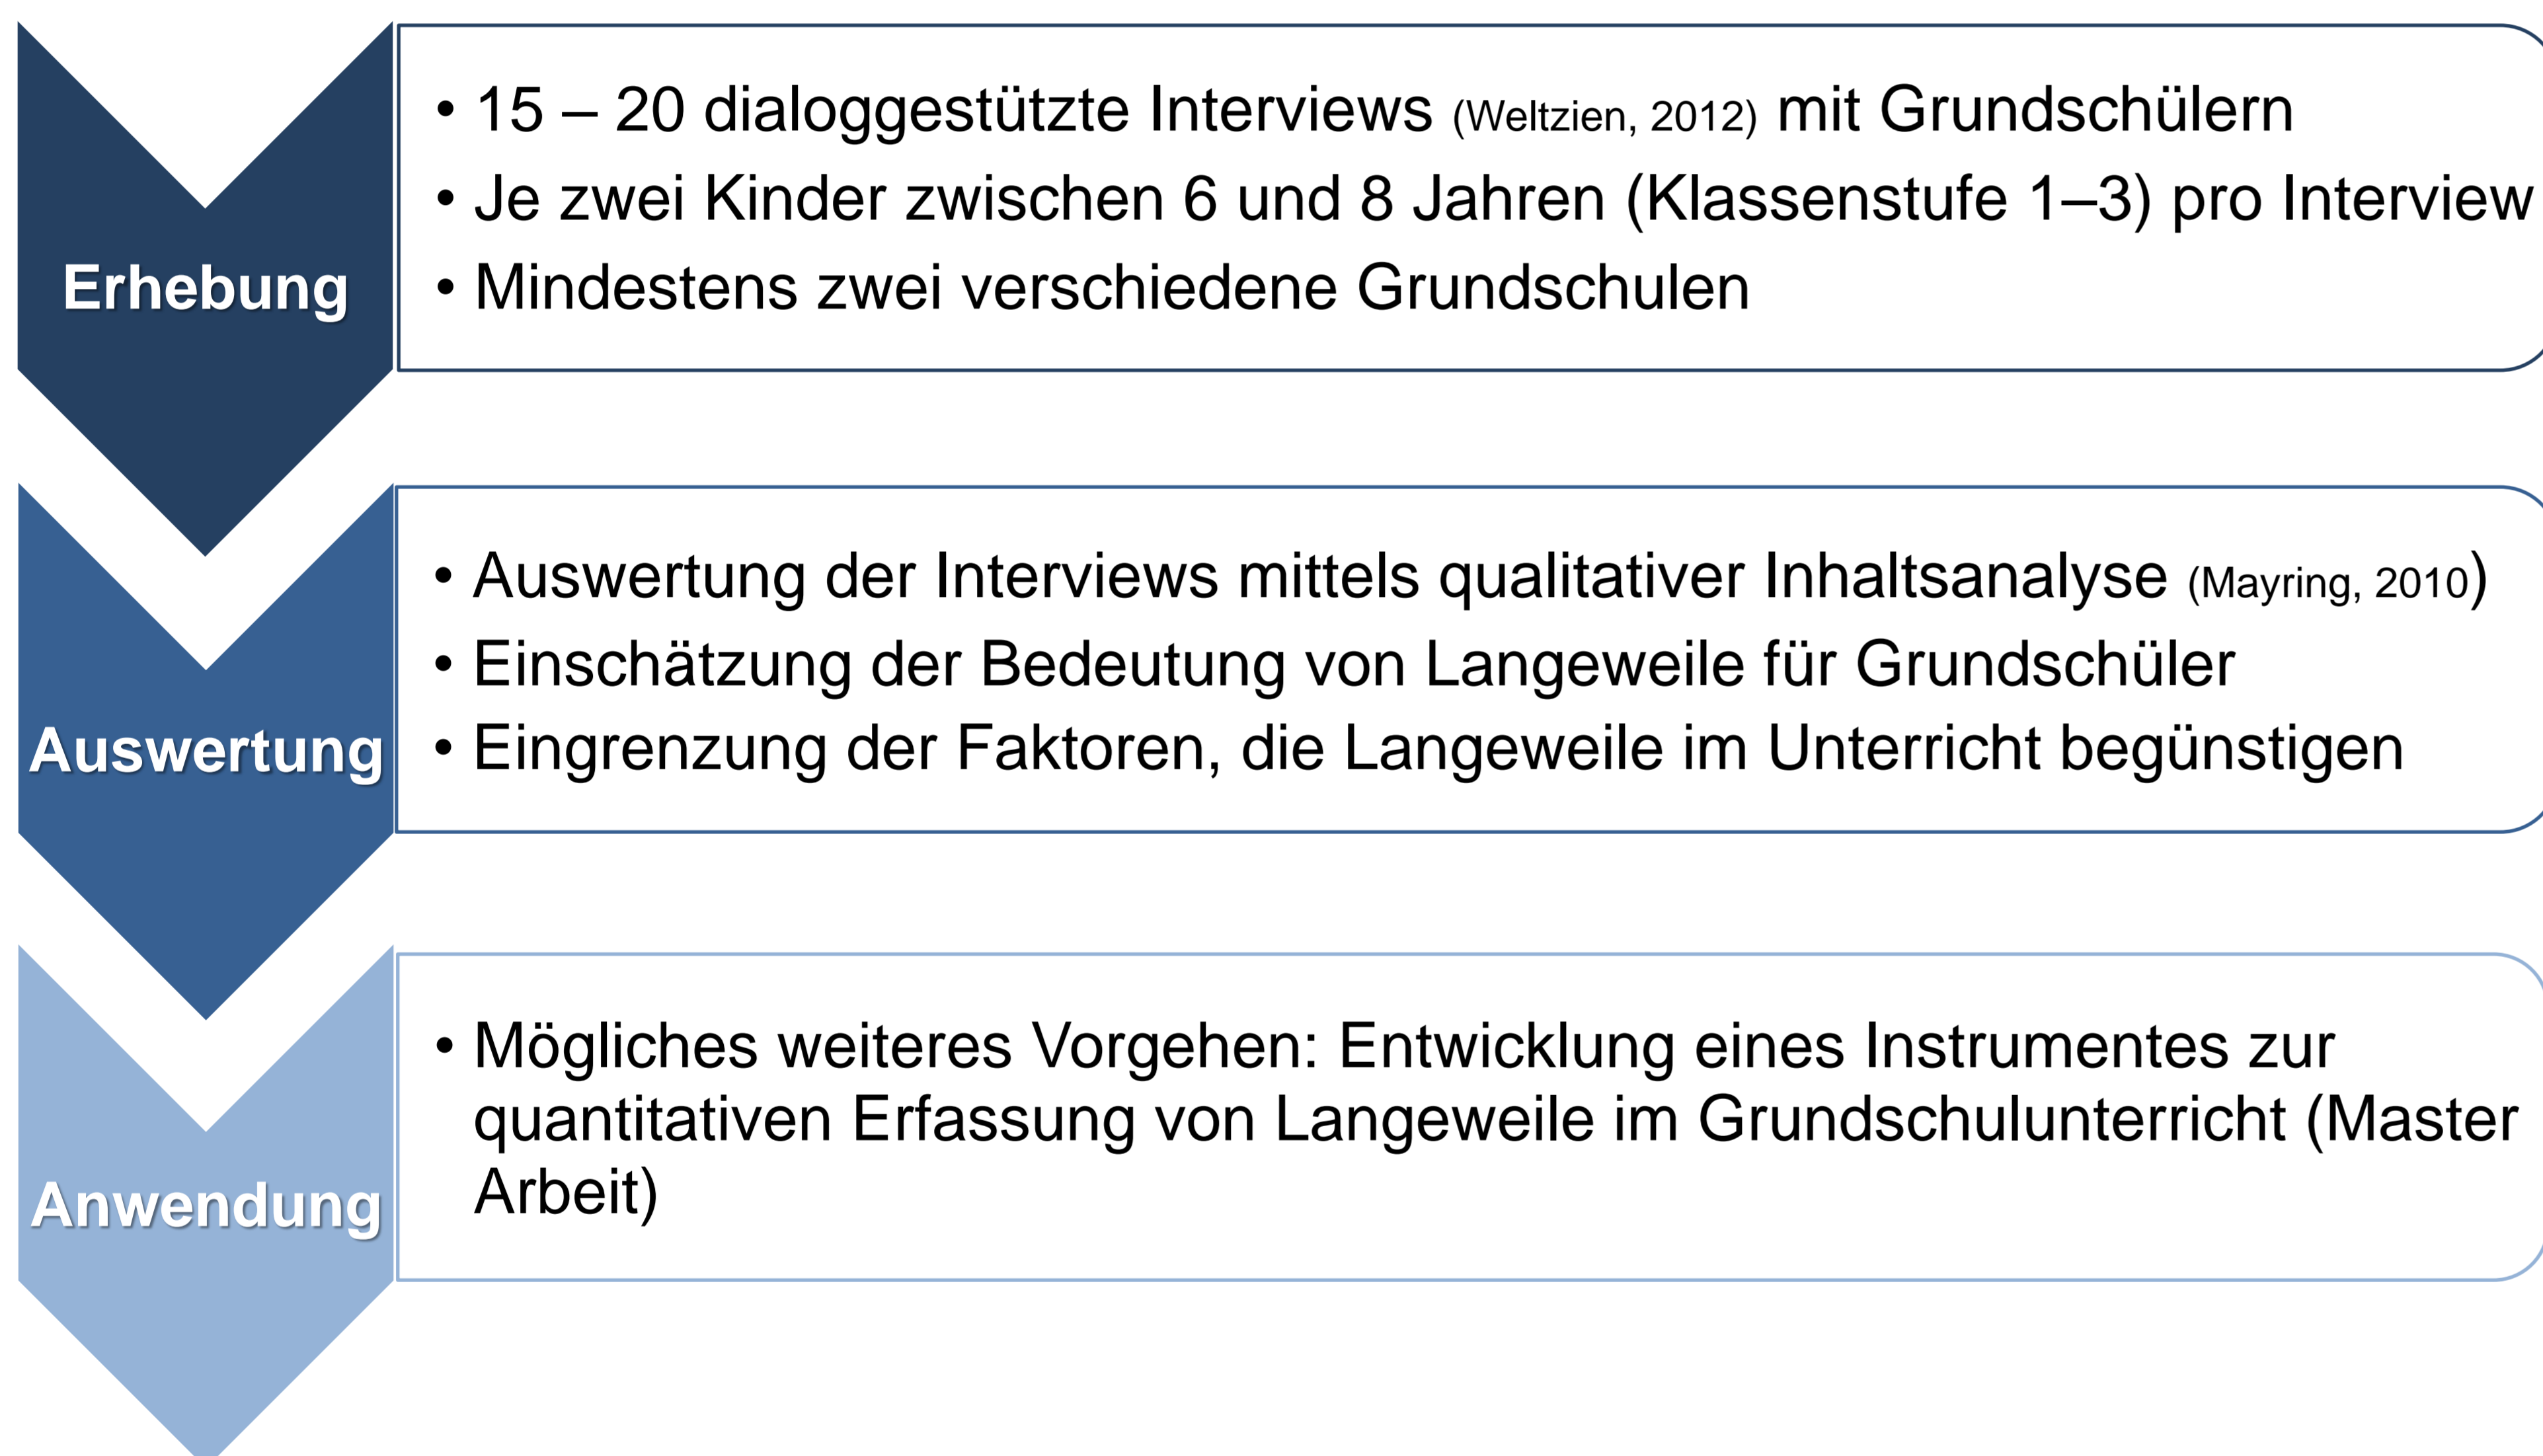 Erhebung
• 15 – 20 dialoggestützte Interviews (Weltzien, 2012) mit Grundschülern
• Je zwei Kinder zwischen 6 und 8 Jahren (Klassenstufe 1–3) pro Interview
• Mindestens zwei verschiedene Grundschulen
Auswertung
• Auswertung der Interviews mittels qualitativer Inhaltsanalyse (Mayring, 2010)
• Einschätzung der Bedeutung von Langeweile für Grundschüler
• Eingrenzung der Faktoren, die Langeweile im Unterricht begünstigen
Anwendung
• Mögliches weiteres Vorgehen: Entwicklung eines Instrumentes zur
quantitativen Erfassung von Langeweile im Grundschulunterricht (Master
Arbeit)